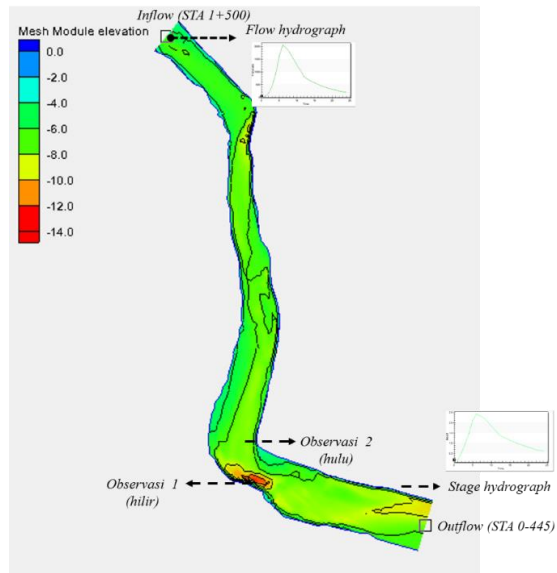 Inflow (STA 1+500)
Mesh Module elevation
Flow hydrograph
0.0
-2.0
-4.0
-6.0
-8.0
-10.0
-12.0
-14.0
Observasi 2
(hulu)
Observasi 1
(hilir)
Stage hydrograph
Outflow (STA 0-445)